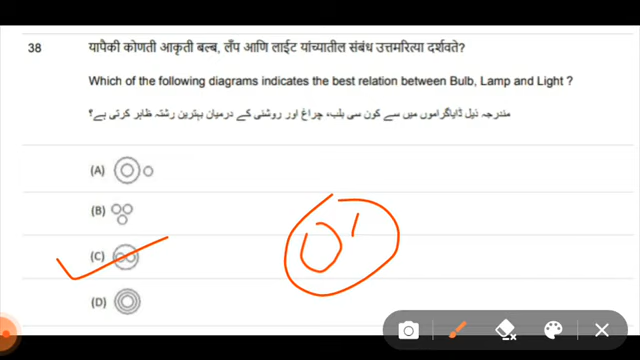 38 यापैकी कोणती आकृती बल्ब, लॅंप आणि लाईट यांच्यातील संबंध उत्तमरित्या दर्शवते?
Which of the following diagrams indicates the best relation between Bulb, Lamp and Light ?
مندرجہ ذیل ڈایاگراموں میں سے کون سی بلب، چراغ اور روشنی کے درمیان بہترین رشتہ ظاہر کرتی ہے؟
(A)
(B)
(C)
(D)